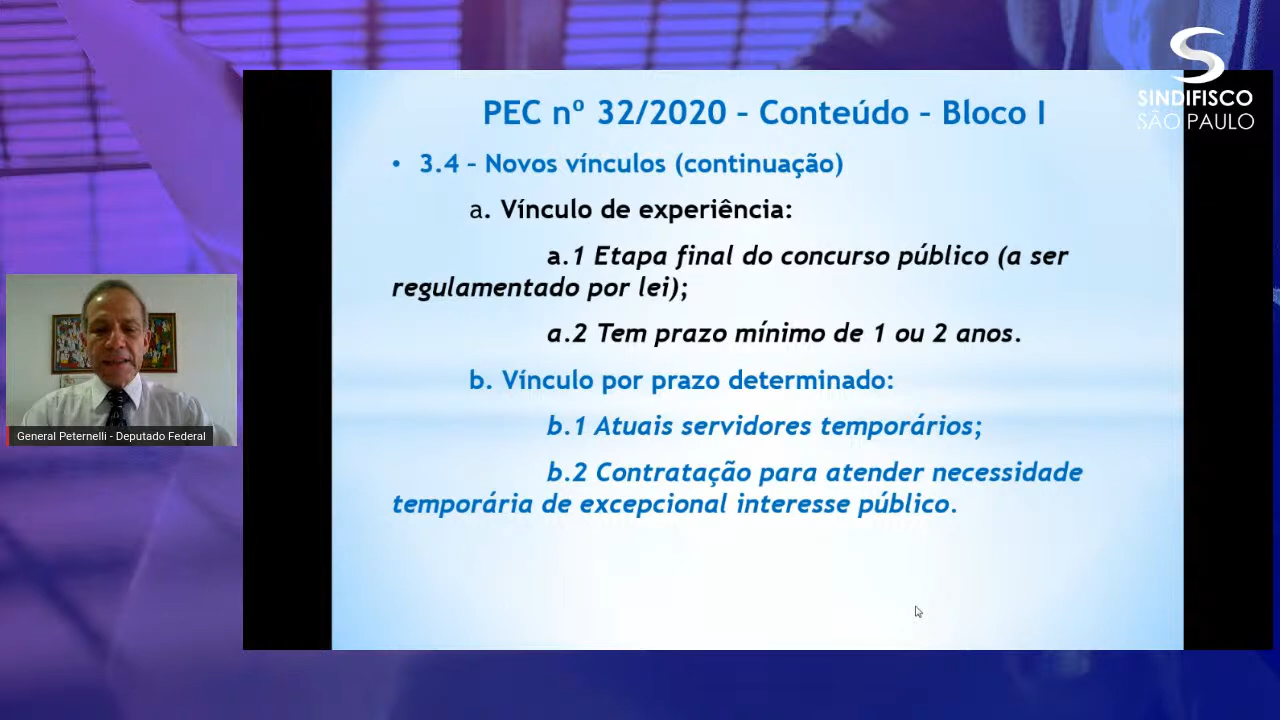 SINDIFISCO
SÃO PAULO
PEC nº 32/2020 – Conteúdo – Bloco I
• 3.4 – Novos vínculos (continuação)
a. Vínculo de experiência:
a.1 Etapa final do concurso público (a ser
regulamentado por lei);
a.2 Tem prazo mínimo de 1 ou 2 anos.
b. Vínculo por prazo determinado:
b.1 Atuais servidores temporários;
b.2 Contratação para atender necessidade
temporária de excepcional interesse público.
General Peternelli - Deputado Federal